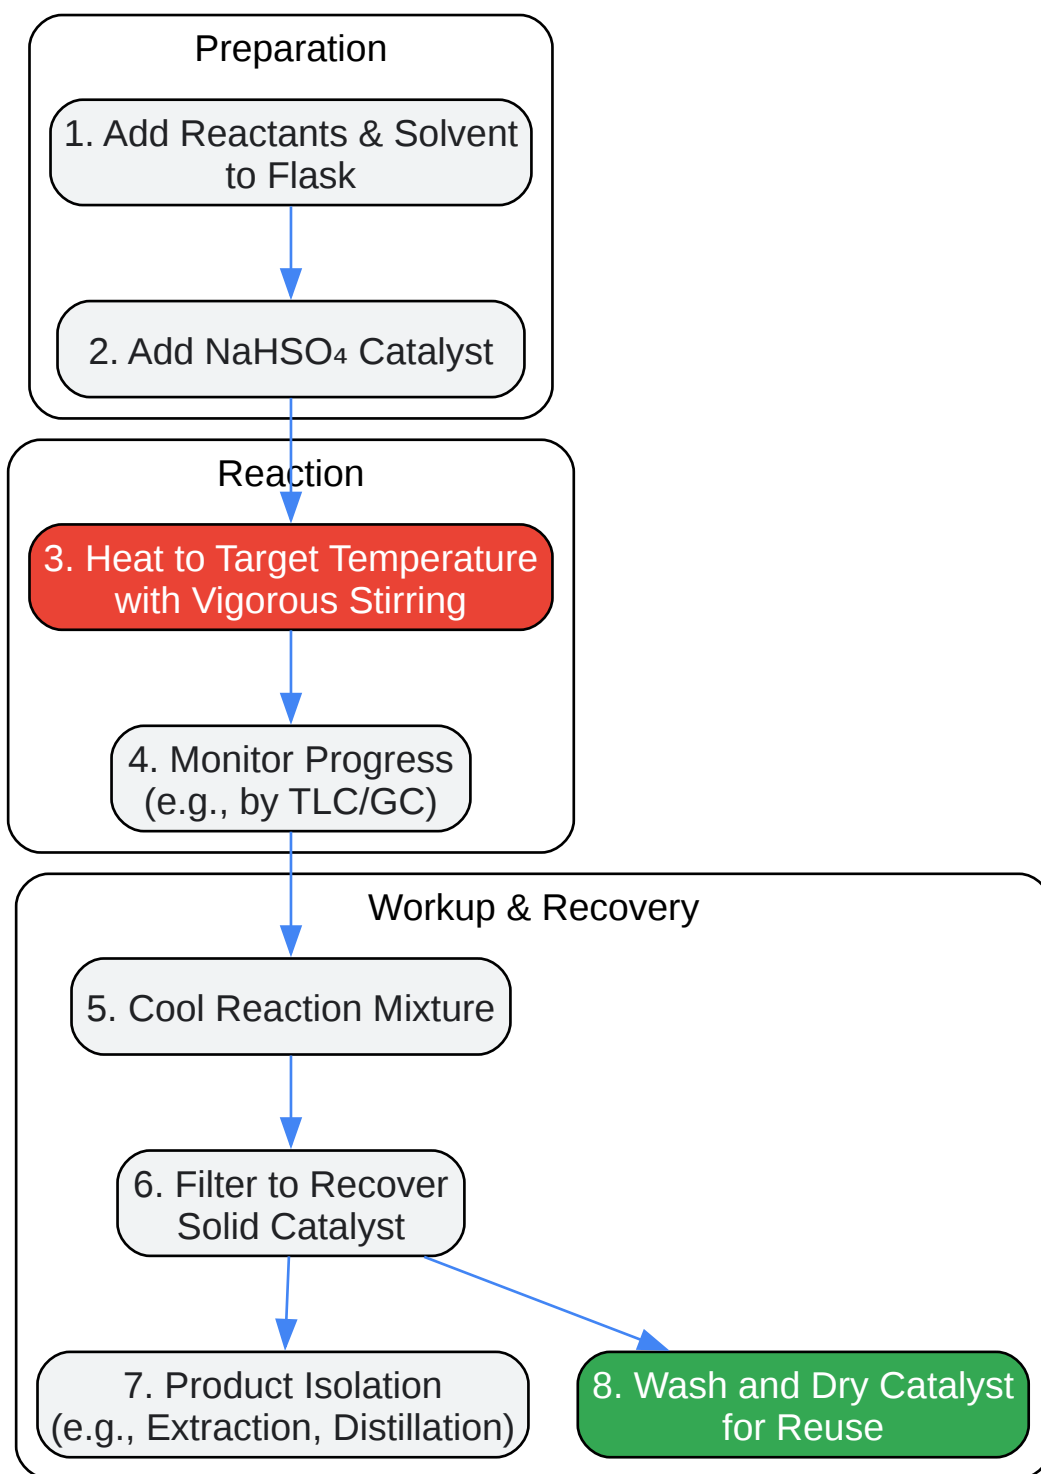 Preparation
1. Add Reactants & Solvent
to Flask
2. Add NaHSO₄ Catalyst
Reaction
3. Heat to Target Temperature
with Vigorous Stirring
4. Monitor Progress
(e.g., by TLC/GC)
Workup & Recovery
5. Cool Reaction Mixture
6. Filter to Recover
Solid Catalyst
7. Product Isolation
(e.g., Extraction, Distillation)
8. Wash and Dry Catalyst
for Reuse